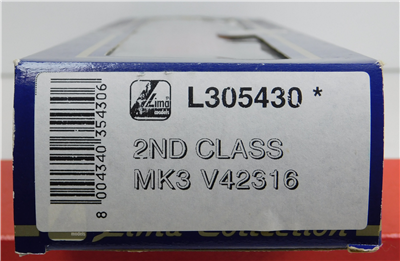 Lima
models
L305430 *
2ND CLASS
MK3 V42316
8 004340 354306
Lima Collection